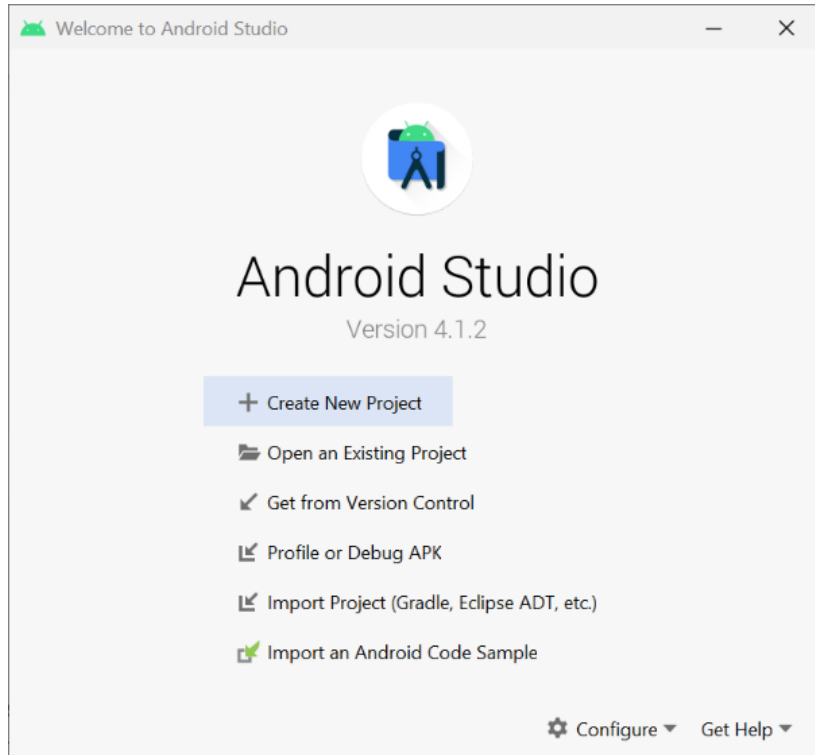 Welcome to Android Studio
Android Studio
Version 4.1.2
Create New Project
Open an Existing Project
Get from Version Control
Profile or Debug APK
Import Project (Gradle, Eclipse ADT, etc.)
Import an Android Code Sample
Configure Get Help